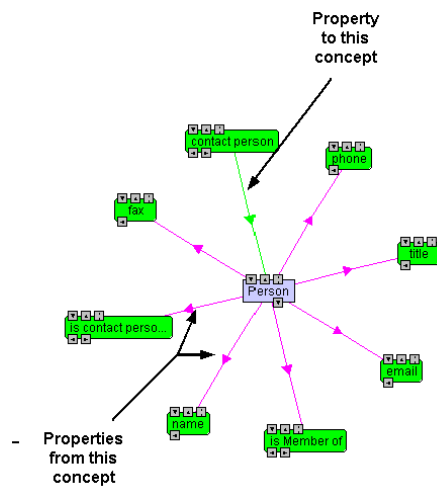 Property
to this
concept
contact person
phone
fax
title
Person
is contact perso...
email
name
is Member of
Properties
from this
concept